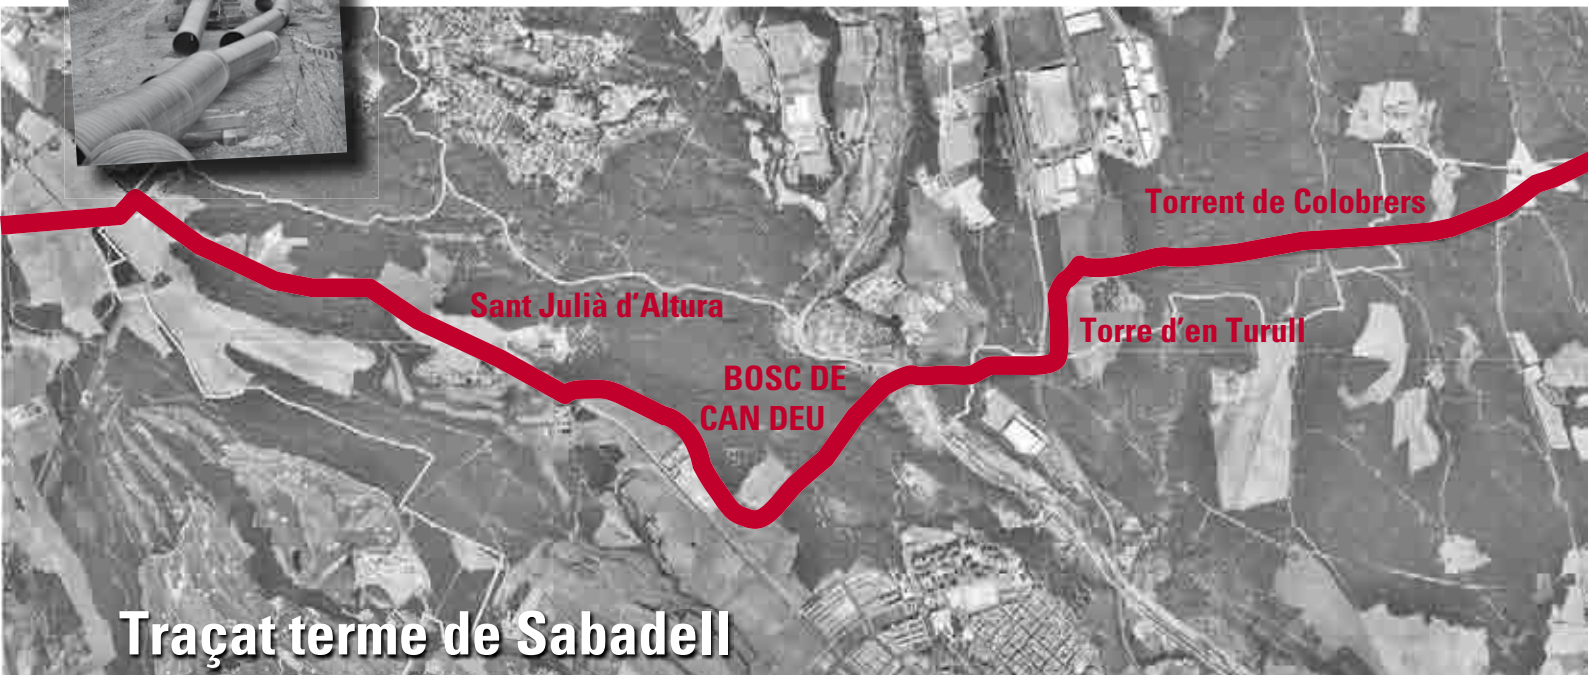 Torrent de Colobrers
Sant Julià d'Altura
Torre d'en Turull
BOSC DE
CAN DEU
Traçat terme de Sabadell